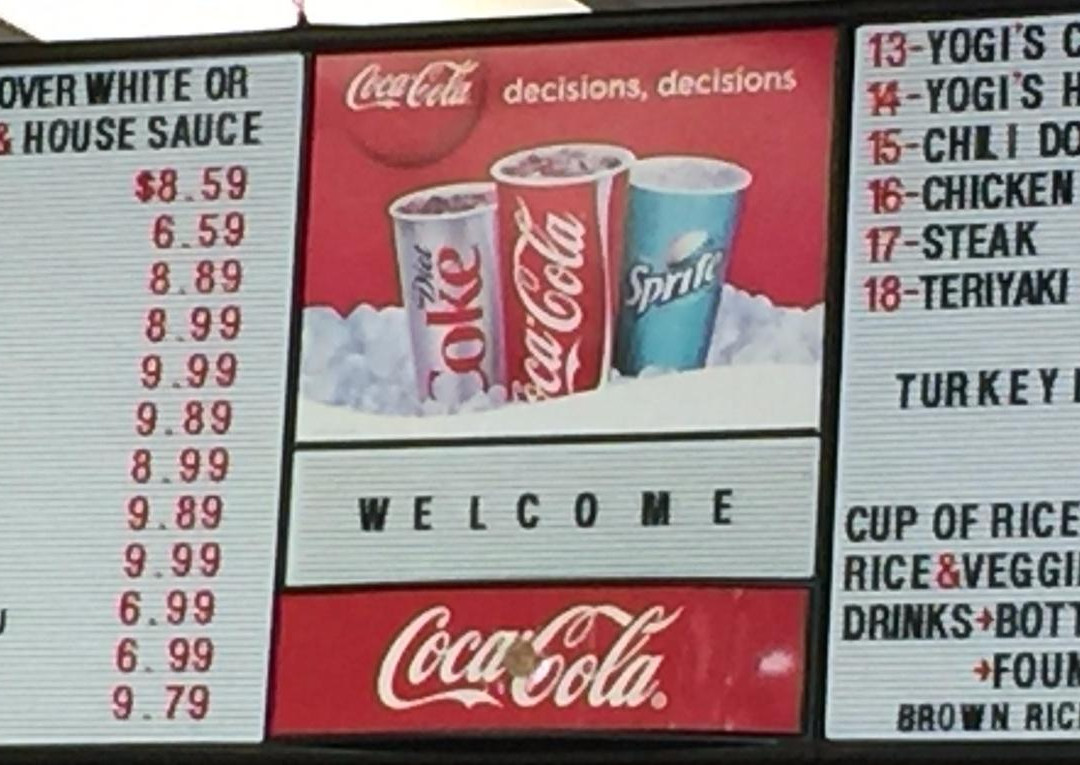 OVER WHITE OR
& HOUSE SAUCE
$8.59
6.59
8.89
8.99
9.99
9.89
8.99
9.89
9.99
6.99
6.99
9.79
Coca-Cola decisions, decisions
Diet Coke
Coca-Cola
Sprite
WELCOME
Coca-Cola
13-YOGI'S C
14-YOGI'S H
15-CHILI DO
16-CHICKEN
17-STEAK
18-TERIYAKI
TURKEY
CUP OF RICE
RICE&VEGGI
DRINKS→BOTT
→FOUN
BROWN RIC